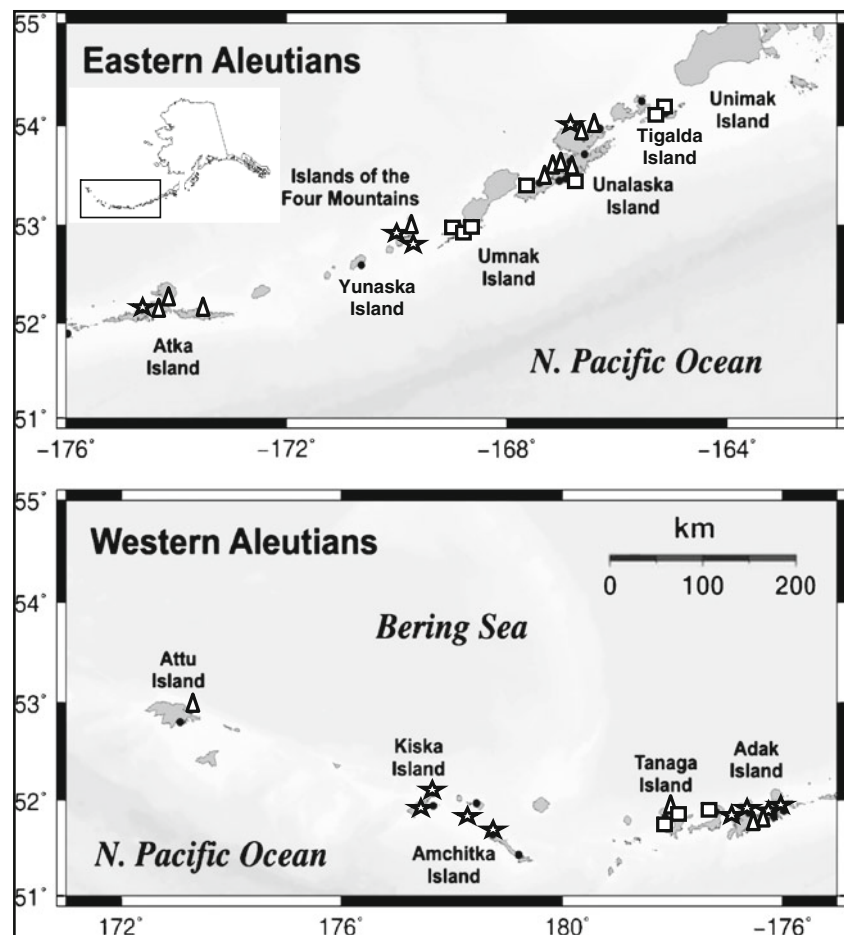 55˚
Eastern Aleutians
54˚
53˚
52˚
51˚
Unimak
Island
Tigalda
Island
Unalaska
Island
Islands of the
Four Mountains
Umnak
Island
Yunaska
Island
Atka
Island
N. Pacific Ocean
-176˚
-172˚
-168˚
-164˚
55˚
Western Aleutians
km
0 100 200
54˚
53˚
52˚
51˚
Bering Sea
Attu
Island
Kiska
Island
Tanaga
Island
Adak
Island
Amchitka
Island
N. Pacific Ocean
172˚
176˚
180˚
-176˚